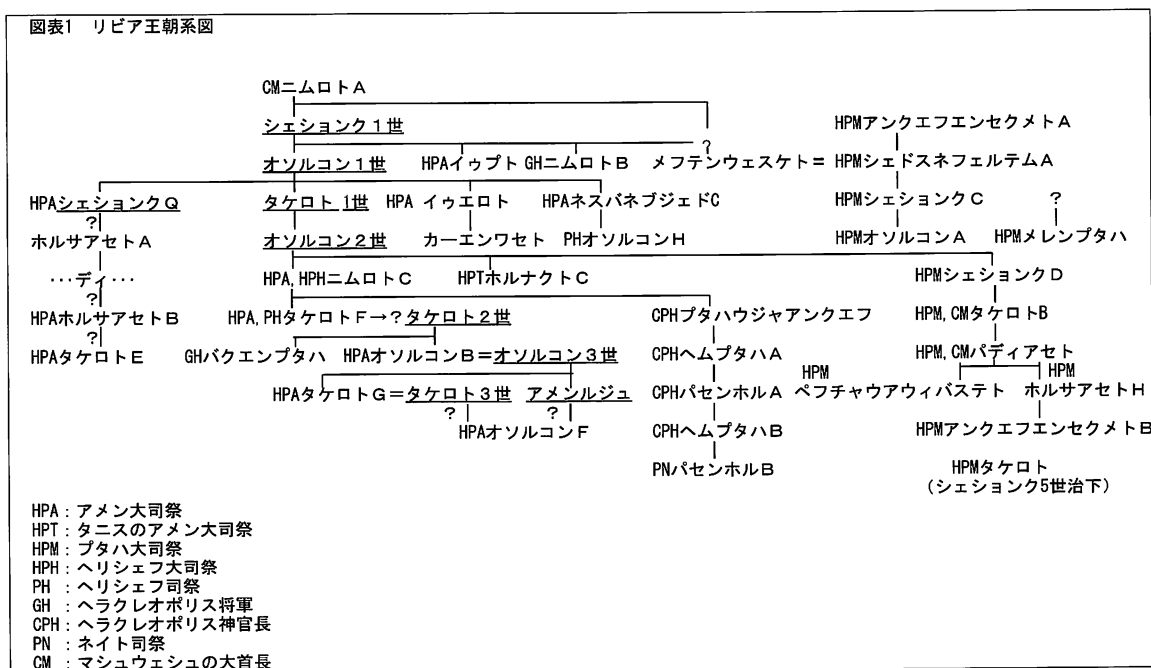 図表1 リビア王朝系図
CMニムロトA
シェションク1世
HPMアンクエフエンセクメトA
?
オソルコン1世 HPAイゥプト GHニムロトB メフテンウェスケト= HPMシェドスネフェルテムA
HPAシェションクQ タケロト 1世 HPA イゥエロト HPAネスバネブジェドC HPMシェションクC ?
?
ホルサアセトA オソルコン2世 カーエンワセト PHオソルコンH HPMオソルコンA HPMメレンプタハ
…ディ… HPA,HPHニムロトC HPTホルナクトC HPMシェションクD
?
HPAホルサアセトB HPA,PHタケロトF→?タケロト2世 CPHプタハウジャアンクエフ HPM,CMタケロトB
?
HPAタケロトE GHバクエンプタハ HPAオソルコンB=オソルコン3世 CPHヘムプタハA HPM,CMパディアセト
HPM HPM
HPAタケロトG=タケロト3世 アメンルジュ CPHパセンホルA ペフチャウアウィバステト ホルサアセトH
? ?
HPAオソルコンF CPHヘムプタハB HPMアンクエフエンセクメトB
PNパセンホルB HPMタケロト
(シェションク5世治下)
HPA:アメン大司祭
HPT:タニスのアメン大司祭
HPM:プタハ大司祭
HPH:ヘリシェフ大司祭
PH :ヘリシェフ司祭
GH :ヘラクレオポリス将軍
CPH:ヘラクレオポリス神官長
PN :ネイト司祭
CM :マシュウェシュの大首長